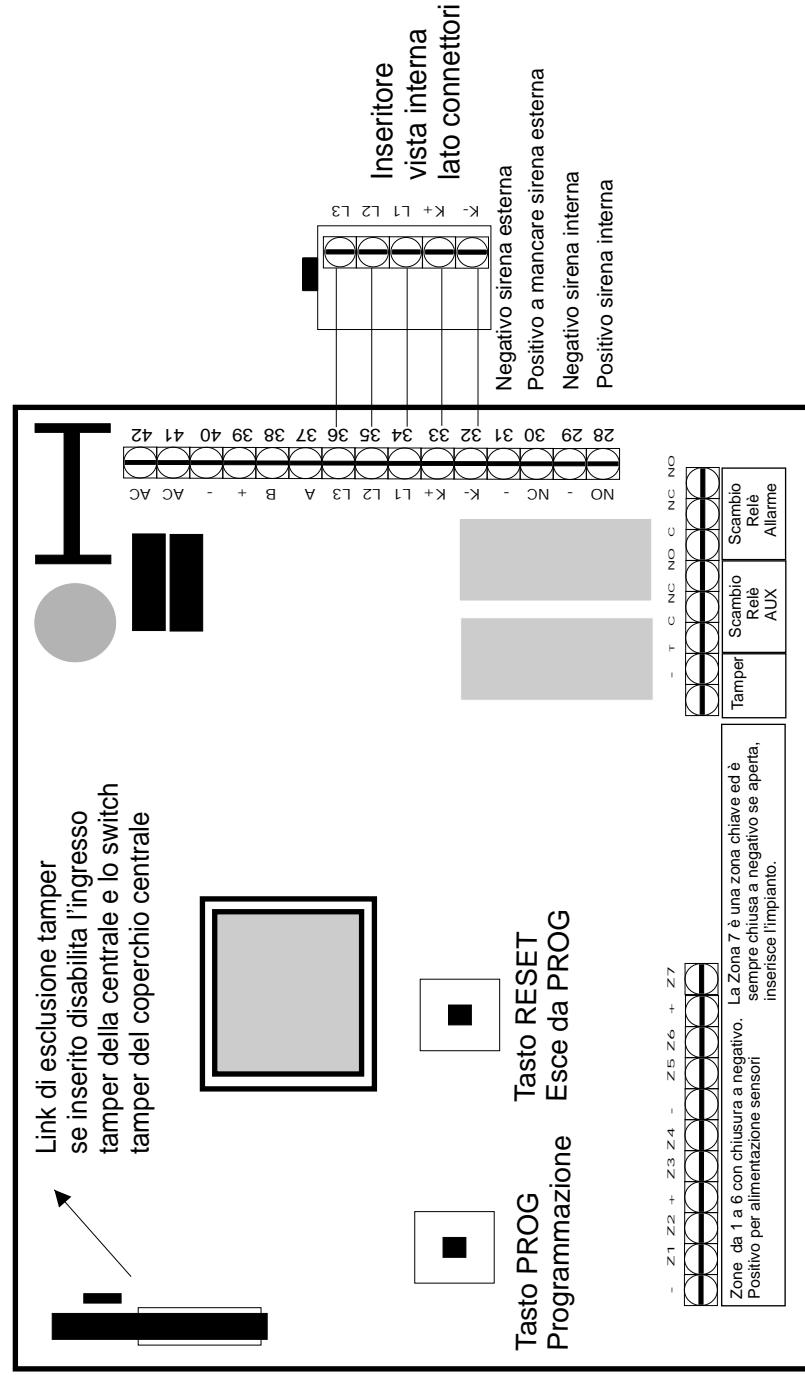 Link di esclusione tamper
se inserito disabilita l'ingresso
tamper della centrale e lo switch
tamper del coperchio centrale
Tasto PROG
Programmazione
Tasto RESET
Esce da PROG
AC AC - + B A L3 L2 L1 K+ K- - NC - NO
42 41 40 39 38 37 36 35 34 33 32 31 30 29 28
L3 L2 L1 K+ K-
Inseritore
vista interna
lato connettori
Negativo sirena esterna
Positivo a mancare sirena esterna
Negativo sirena interna
Positivo sirena interna
- Z1 Z2 + Z3 Z4 - Z5 Z6 + Z7
Zone da 1 a 6 con chiusura a negativo.
Positivo per alimentazione sensori
La Zona 7 è una zona chiave ed è
sempre chiusa a negativo se aperta,
inserisce l'impianto.
- T C NC NO C NC NO
Tamper
Scambio
Relè
AUX
Scambio
Relè
Allarme